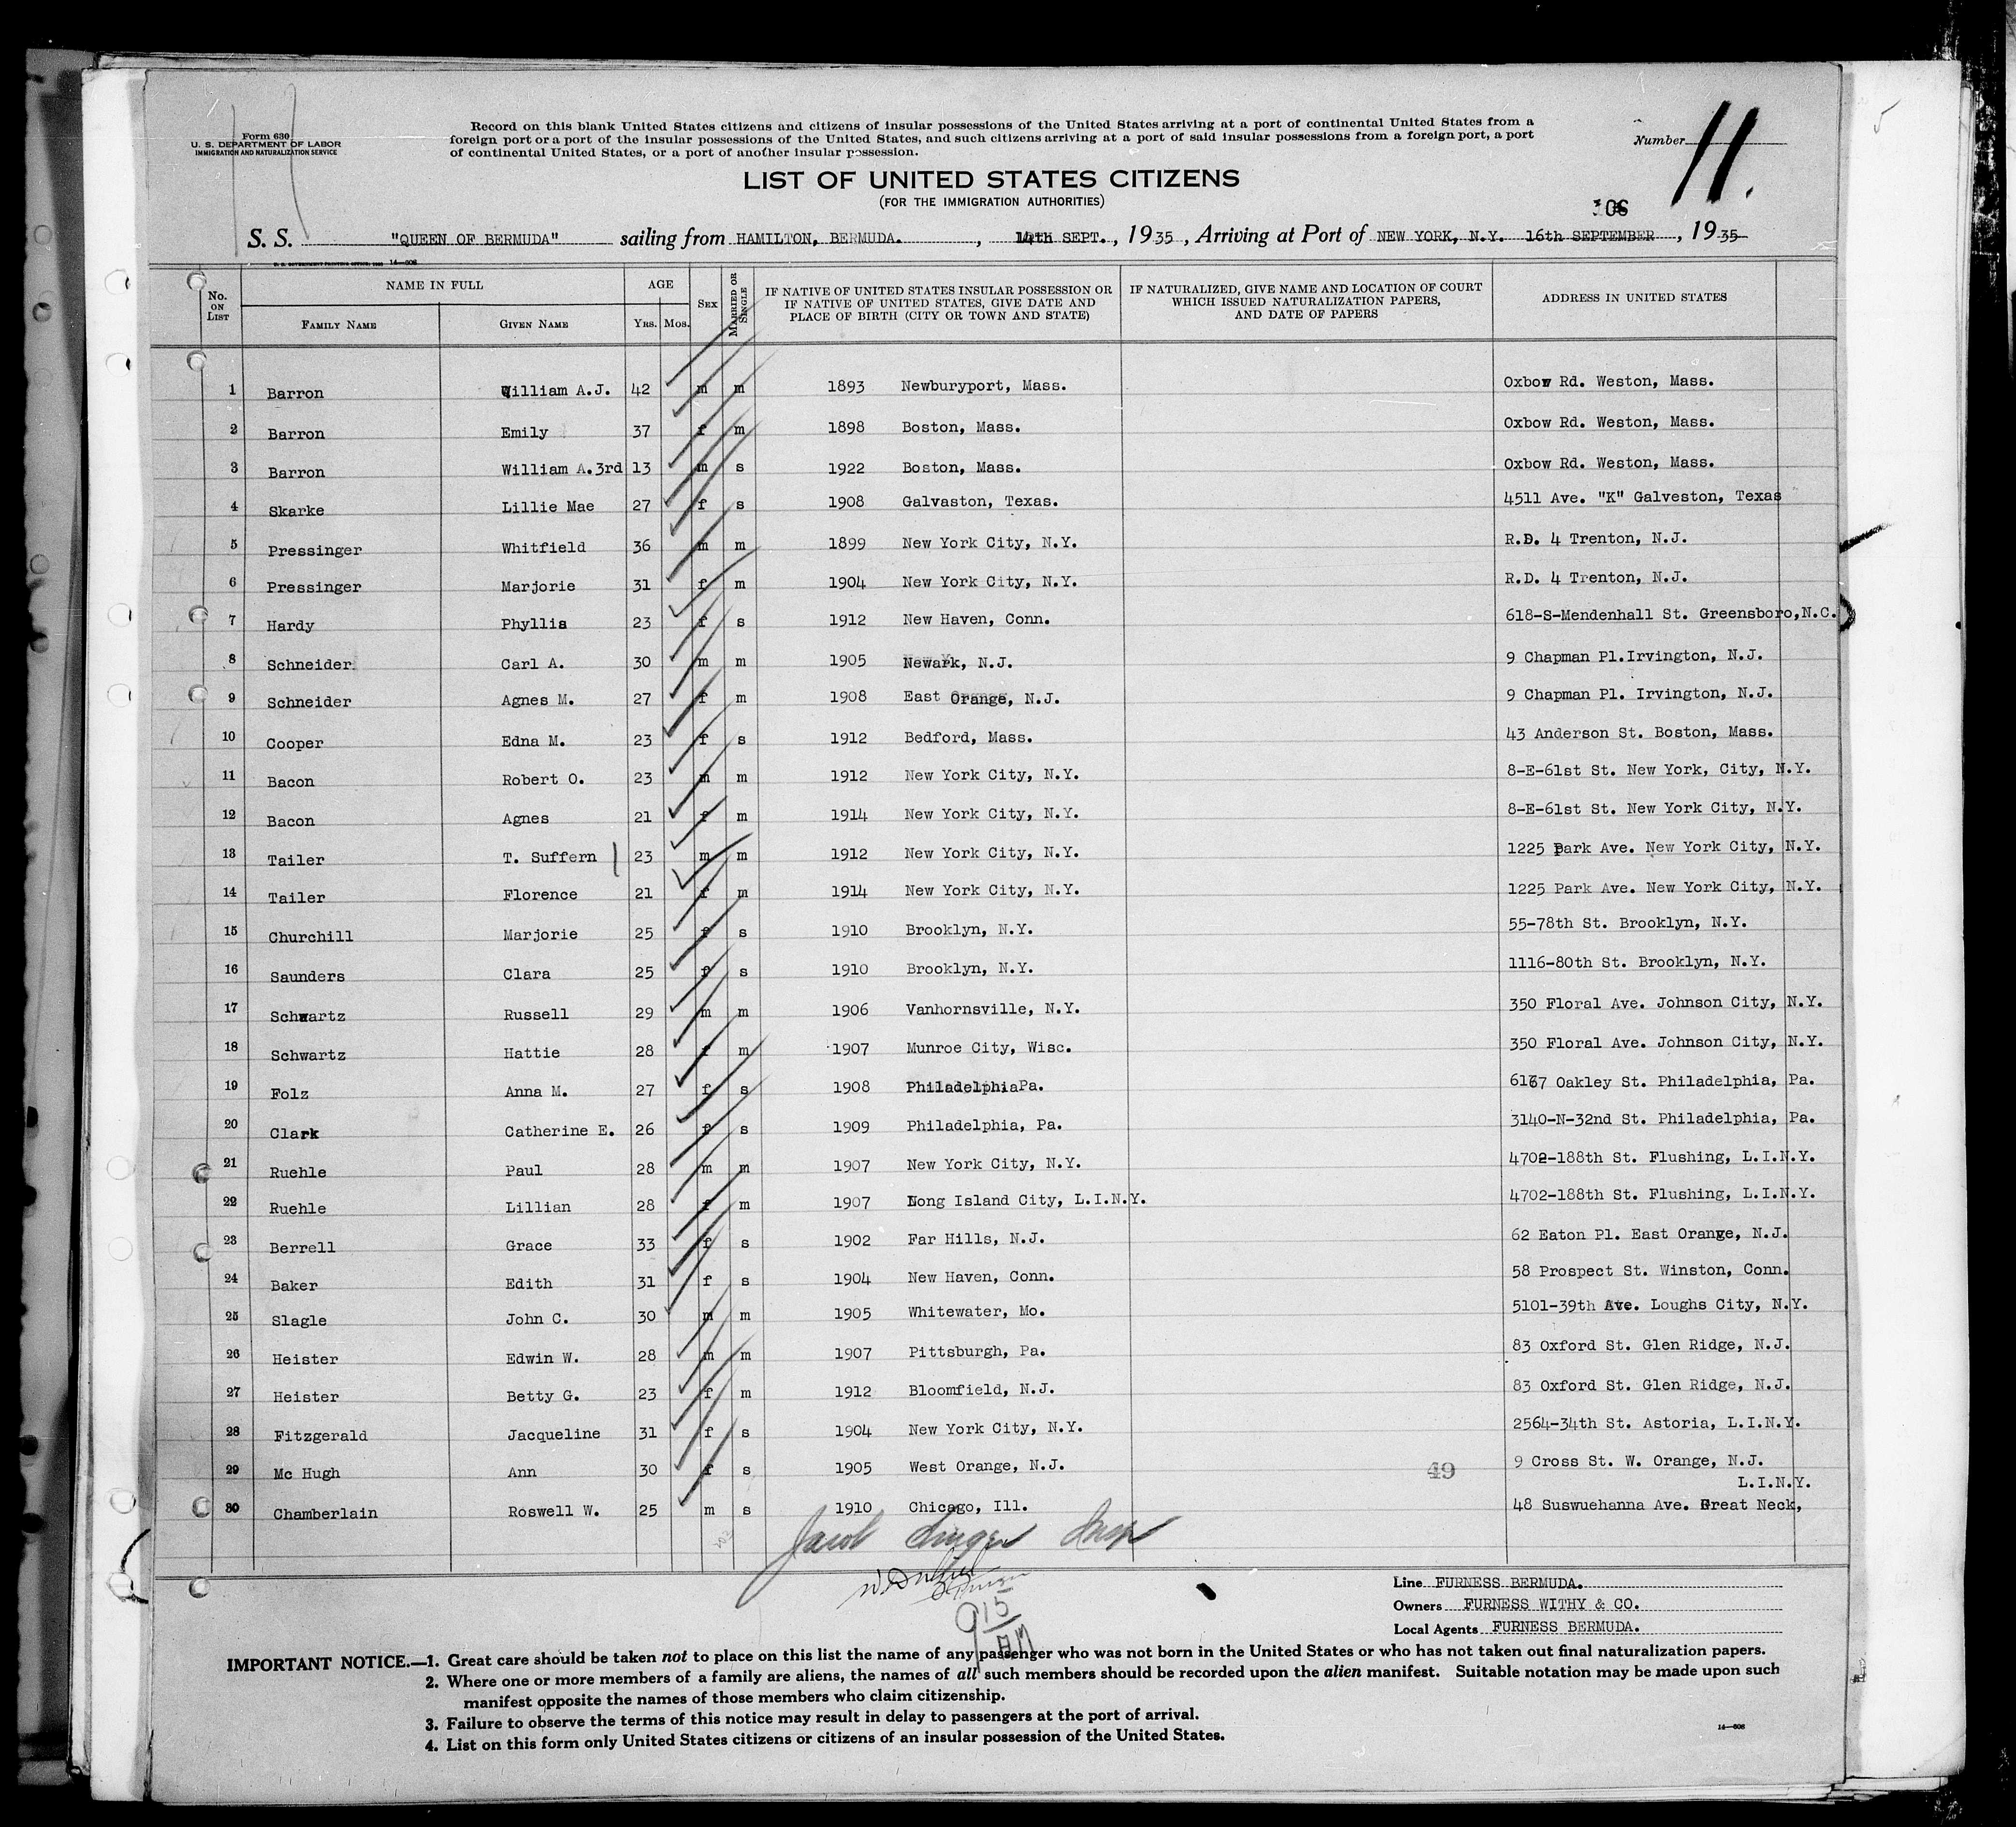 Form 630
U. S. DEPARTMENT OF LABOR
IMMIGRATION AND NATURALIZATION SERVICE
Record on this blank United States citizens and citizens of insular possessions of the United States arriving at a port of continental United States from a
foreign port or a port of the insular possessions of the United States, and such citizens arriving at a port of said insular possessions from a foreign port, a port
of continental United States, or a port of another insular possession.
Number 11.
LIST OF UNITED STATES CITIZENS
(FOR THE IMMIGRATION AUTHORITIES)
S. S. "QUEEN OF BERMUDA" sailing from HAMILTON, BERMUDA. , 14th SEPT. , 1935 , Arriving at Port of NEW YORK, N.Y. 16th SEPTEMBER , 1935
14—608
No. ON LIST NAME IN FULL FAMILY NAME GIVEN NAME AGE YRS. MOS. SEX MARRIED OR SINGLE IF NATIVE OF UNITED STATES INSULAR POSSESSION OR IF NATIVE OF UNITED STATES, GIVE DATE AND PLACE OF BIRTH (CITY OR TOWN AND STATE) IF NATURALIZED, GIVE NAME AND LOCATION OF COURT WHICH ISSUED NATURALIZATION PAPERS, AND DATE OF PAPERS ADDRESS IN UNITED STATES
1 Barron William A.J. 42 m m 1893 Newburyport, Mass. Oxbow Rd. Weston, Mass.
2 Barron Emily 37 f m 1898 Boston, Mass. Oxbow Rd. Weston, Mass.
3 Barron William A.3rd 13 m s 1922 Boston, Mass. Oxbow Rd. Weston, Mass.
4 Skarke Lillie Mae 27 f s 1908 Galvaston, Texas. 4511 Ave. "K" Galveston, Texas
5 Pressinger Whitfield 36 m m 1899 New York City, N.Y. R.D. 4 Trenton, N.J.
6 Pressinger Marjorie 31 f m 1904 New York City, N.Y. R.D. 4 Trenton, N.J.
7 Hardy Phyllis 23 f s 1912 New Haven, Conn. 618-S-Mendenhall St. Greensboro,N.C.
8 Schneider Carl A. 30 m m 1905 Newark, N.J. 9 Chapman Pl.Irvington, N.J.
9 Schneider Agnes M. 27 f m 1908 East Orange, N.J. 9 Chapman Pl. Irvington, N.J.
10 Cooper Edna M. 23 f s 1912 Bedford, Mass. 43 Anderson St. Boston, Mass.
11 Bacon Robert O. 23 m m 1912 New York City, N.Y. 8-E-61st St. New York, City, N.Y.
12 Bacon Agnes 21 f m 1914 New York City, N.Y. 8-E-61st St. New York City, N.Y.
13 Tailer T. Suffern 23 m m 1912 New York City, N.Y. 1225 Park Ave. New York City, N.Y.
14 Tailer Florence 21 f m 1914 New York City, N.Y. 1225 Park Ave. New York City, N.Y.
15 Churchill Marjorie 25 f s 1910 Brooklyn, N.Y. 55-78th St. Brooklyn, N.Y.
16 Saunders Clara 25 f s 1910 Brooklyn, N.Y. 1116-80th St. Brooklyn, N.Y.
17 Schwartz Russell 29 m m 1906 Vanhornsville, N.Y. 350 Floral Ave. Johnson City, N.Y.
18 Schwartz Hattie 28 f m 1907 Munroe City, Wisc. 350 Floral Ave. Johnson City, N.Y.
19 Folz Anna M. 27 f s 1908 Philadelphia Pa. Oakley St. Philadelphia, Pa.
20 Clark Catherine E. 26 f s 1909 Philadelphia, Pa. 3140-N-32nd St. Philadelphia, Pa.
21 Ruehle Paul 28 m m 1907 New York City, N.Y. 4702-188th St. Flushing, L.I.N.Y.
22 Ruehle Lillian 28 f m 1907 Long Island City, L.I.N.Y. 4702-188th St. Flushing, L.I.N.Y.
23 Berrell Grace 33 f s 1902 Far Hills, N.J. 62 Eaton Pl. East Orange, N.J.
24 Baker Edith 31 f s 1904 New Haven, Conn. 58 Prospect St. Winston, Conn.
25 Slagle John C. 30 m m 1905 Whitewater, Mo. 5101-39th Ave. Loughs City, N.Y.
26 Heister Edwin W. 28 m m 1907 Pittsburgh, Pa. 83 Oxford St. Glen Ridge, N.J.
27 Heister Betty G. 23 f m 1912 Bloomfield, N.J. 83 Oxford St. Glen Ridge, N.J.
28 Fitzgerald Jacqueline 31 f s 1904 New York City, N.Y. 2564-34th St. Astoria, L.I.N.Y.
29 Mc Hugh Ann 30 f s 1905 West Orange, N.J. 49 9 Cross St. W. Orange, N.J.
L.I.N.Y.
30 Chamberlain Roswell W. 25 m s 1910 Chicago, Ill. 48 Suswuehanna Ave. Great Neck,
Jacob
915 AM
Line FURNESS BERMUDA.
Owners FURNESS WITHY & CO.
Local Agents FURNESS BERMUDA.
IMPORTANT NOTICE.—1. Great care should be taken not to place on this list the name of any passenger who was not born in the United States or who has not taken out final naturalization papers.
2. Where one or more members of a family are aliens, the names of all such members should be recorded upon the alien manifest. Suitable notation may be made upon such
manifest opposite the names of those members who claim citizenship.
3. Failure to observe the terms of this notice may result in delay to passengers at the port of arrival.
4. List on this form only United States citizens or citizens of an insular possession of the United States.
14—608